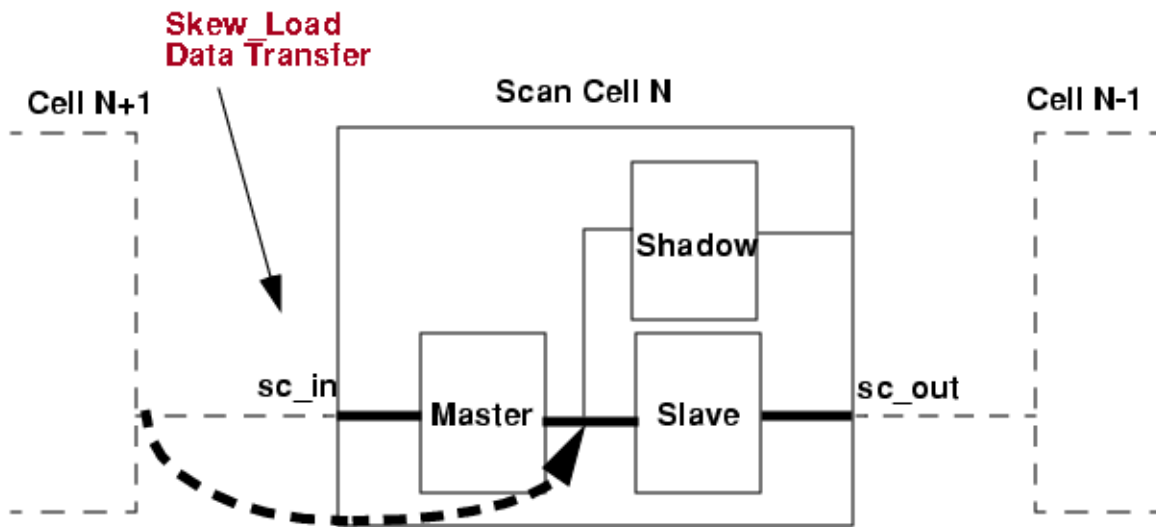 Skew_Load
Data Transfer
Cell N+1
Scan Cell N
Cell N-1
Shadow
sc_in
Master
Slave
sc_out